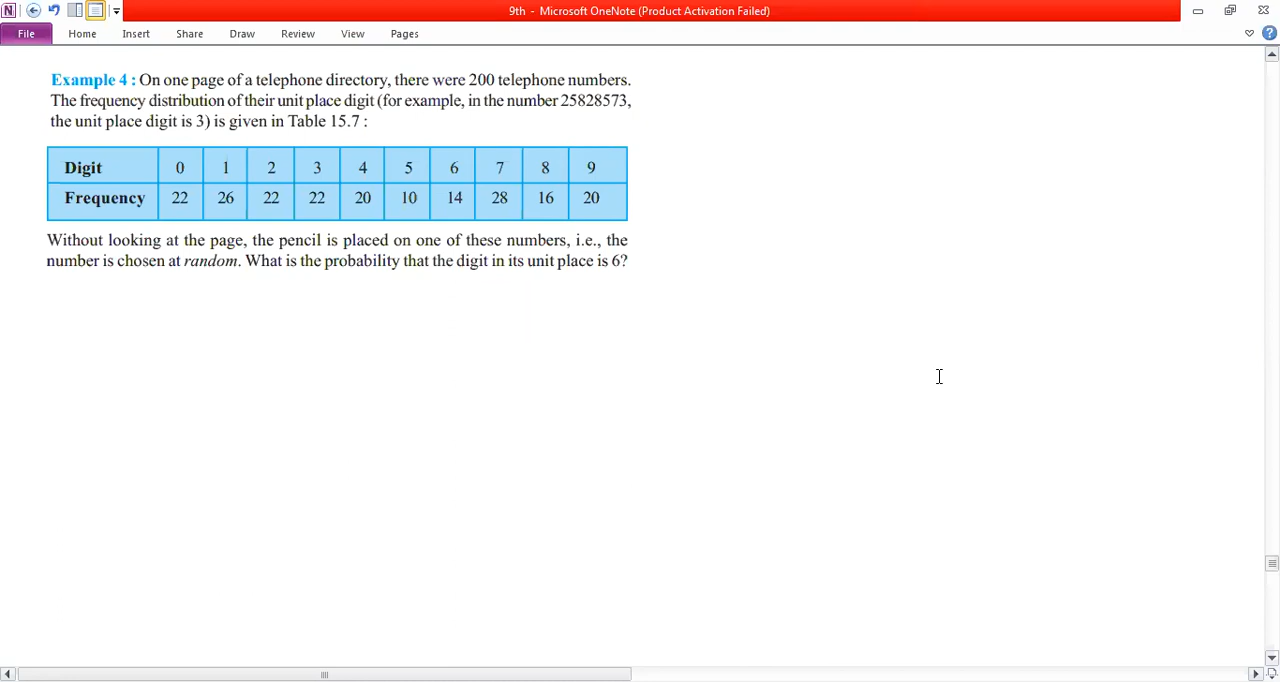 9th - Microsoft OneNote (Product Activation Failed)
File Home Insert Share Draw Review View Pages
Example 4 : On one page of a telephone directory, there were 200 telephone numbers.
The frequency distribution of their unit place digit (for example, in the number 25828573,
the unit place digit is 3) is given in Table 15.7 :
Digit 0 1 2 3 4 5 6 7 8 9
Frequency 22 26 22 22 20 10 14 28 16 20
Without looking at the page, the pencil is placed on one of these numbers, i.e., the
number is chosen at random. What is the probability that the digit in its unit place is 6?